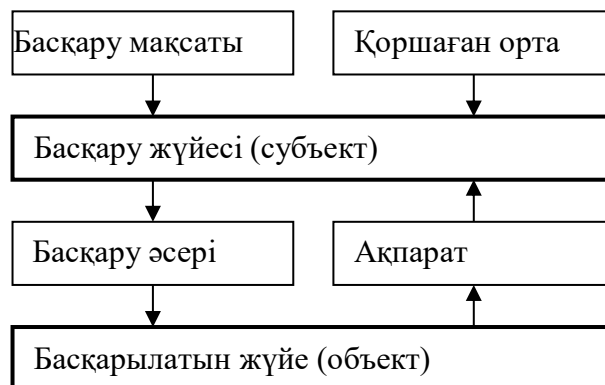 Басқару мақсаты
Қоршаған орта
Басқару жүйесі (субъект)
Басқару әсері
Ақпарат
Басқарылатын жүйе (объект)